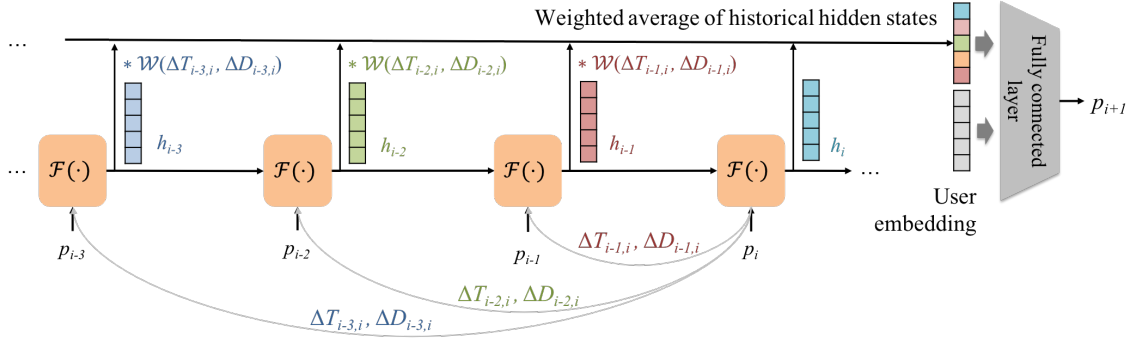 Weighted average of historical hidden states
...
* 𝒲(ΔT_{i-3,i}, ΔD_{i-3,i})
* 𝒲(ΔT_{i-2,i}, ΔD_{i-2,i})
* 𝒲(ΔT_{i-1,i}, ΔD_{i-1,i})
h_{i-3}
h_{i-2}
h_{i-1}
h_i
Fully connected
layer
p_{i+1}
...
ℱ(·)
ℱ(·)
ℱ(·)
ℱ(·)
...
User
embedding
p_{i-3}
p_{i-2}
p_{i-1}
p_i
ΔT_{i-1,i}, ΔD_{i-1,i}
ΔT_{i-2,i}, ΔD_{i-2,i}
ΔT_{i-3,i}, ΔD_{i-3,i}